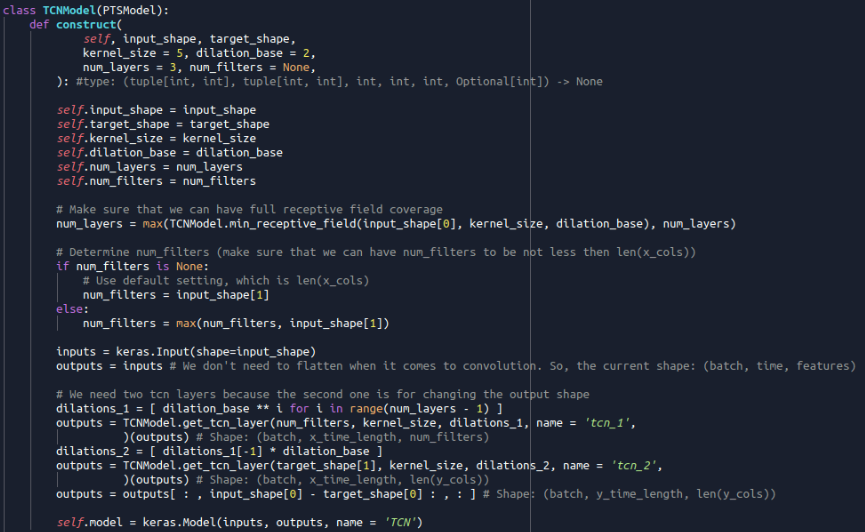 class TCNModel(PTSModel):
    def construct(
            self, input_shape, target_shape,
            kernel_size = 5, dilation_base = 2,
            num_layers = 3, num_filters = None,
        ): #type: (tuple[int, int], tuple[int, int], int, int, int, Optional[int]) -> None

        self.input_shape = input_shape
        self.target_shape = target_shape
        self.kernel_size = kernel_size
        self.dilation_base = dilation_base
        self.num_layers = num_layers
        self.num_filters = num_filters

        # Make sure that we can have full receptive field coverage
        num_layers = max(TCNModel.min_receptive_field(input_shape[0], kernel_size, dilation_base), num_layers)

        # Determine num_filters (make sure that we can have num_filters to be not less then len(x_cols))
        if num_filters is None:
            # Use default setting, which is len(x_cols)
            num_filters = input_shape[1]
        else:
            num_filters = max(num_filters, input_shape[1])

        inputs = keras.Input(shape=input_shape)
        outputs = inputs # We don't need to flatten when it comes to convolution. So, the current shape: (batch, time, features)

        # We need two tcn layers because the second one is for changing the output shape
        dilations_1 = [ dilation_base ** i for i in range(num_layers - 1) ]
        outputs = TCNModel.get_tcn_layer(num_filters, kernel_size, dilations_1, name = 'tcn_1',
                  )(outputs) # Shape: (batch, x_time_length, num_filters)
        dilations_2 = [ dilations_1[-1] * dilation_base ]
        outputs = TCNModel.get_tcn_layer(target_shape[1], kernel_size, dilations_2, name = 'tcn_2',
                  )(outputs) # Shape: (batch, x_time_length, len(y_cols))
        outputs = outputs[ : , input_shape[0] - target_shape[0] : , : ] # Shape: (batch, y_time_length, len(y_cols))

        self.model = keras.Model(inputs, outputs, name = 'TCN')